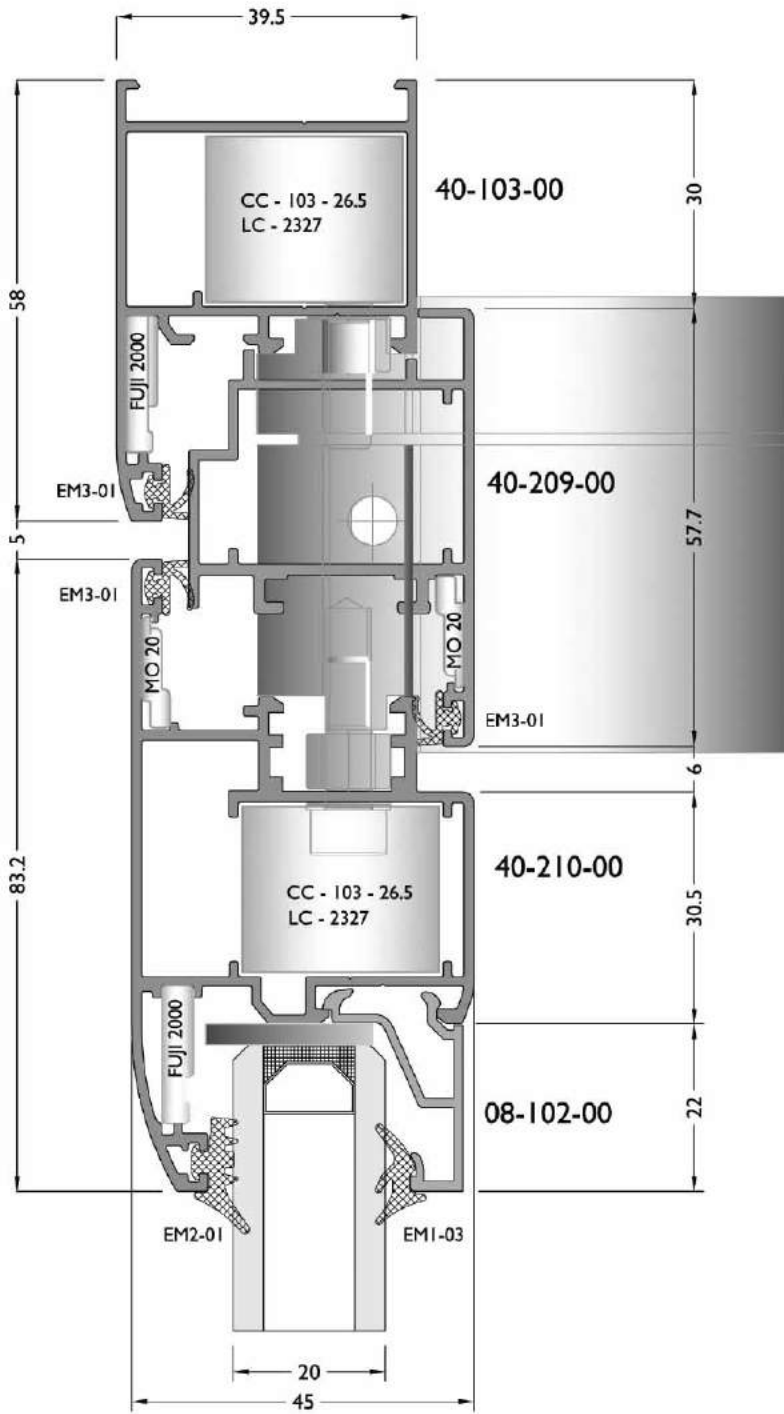 39.5
CC - 103 - 26.5
LC - 2327
40-103-00
30
58
FUJI 2000
EM3-01
40-209-00
57.7
5
EM3-01
MO 20
MO 20
EM3-01
6
83.2
CC - 103 - 26.5
LC - 2327
40-210-00
30.5
FUJI 2000
08-102-00
22
EM2-01
EM1-03
20
45